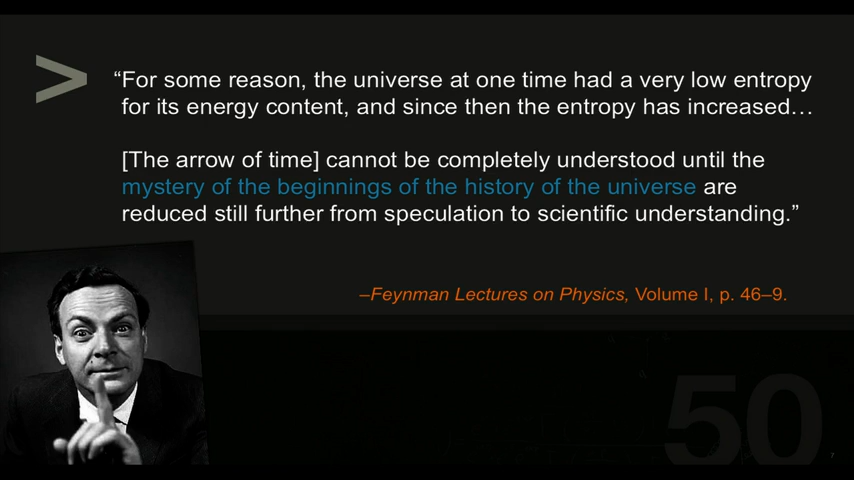 >
“For some reason, the universe at one time had a very low entropy
for its energy content, and since then the entropy has increased…
[The arrow of time] cannot be completely understood until the
mystery of the beginnings of the history of the universe are
reduced still further from speculation to scientific understanding.”
–Feynman Lectures on Physics, Volume I, p. 46–9.
50
7